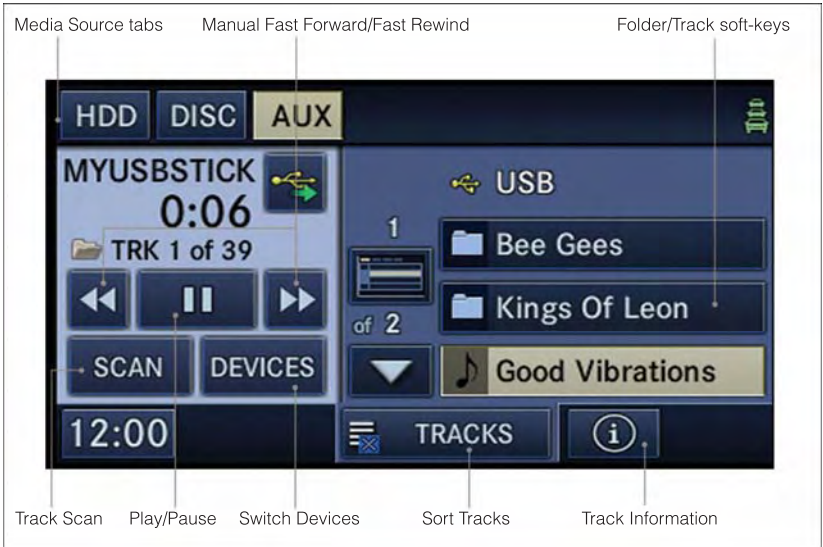 Media Source tabs
Manual Fast Forward/Fast Rewind
Folder/Track soft-keys
HDD
DISC
AUX
MYUSBSTICK
0:06
TRK 1 of 39
SCAN
DEVICES
12:00
USB
1
of 2
Bee Gees
Kings Of Leon
Good Vibrations
TRACKS
i
Track Scan
Play/Pause
Switch Devices
Sort Tracks
Track Information